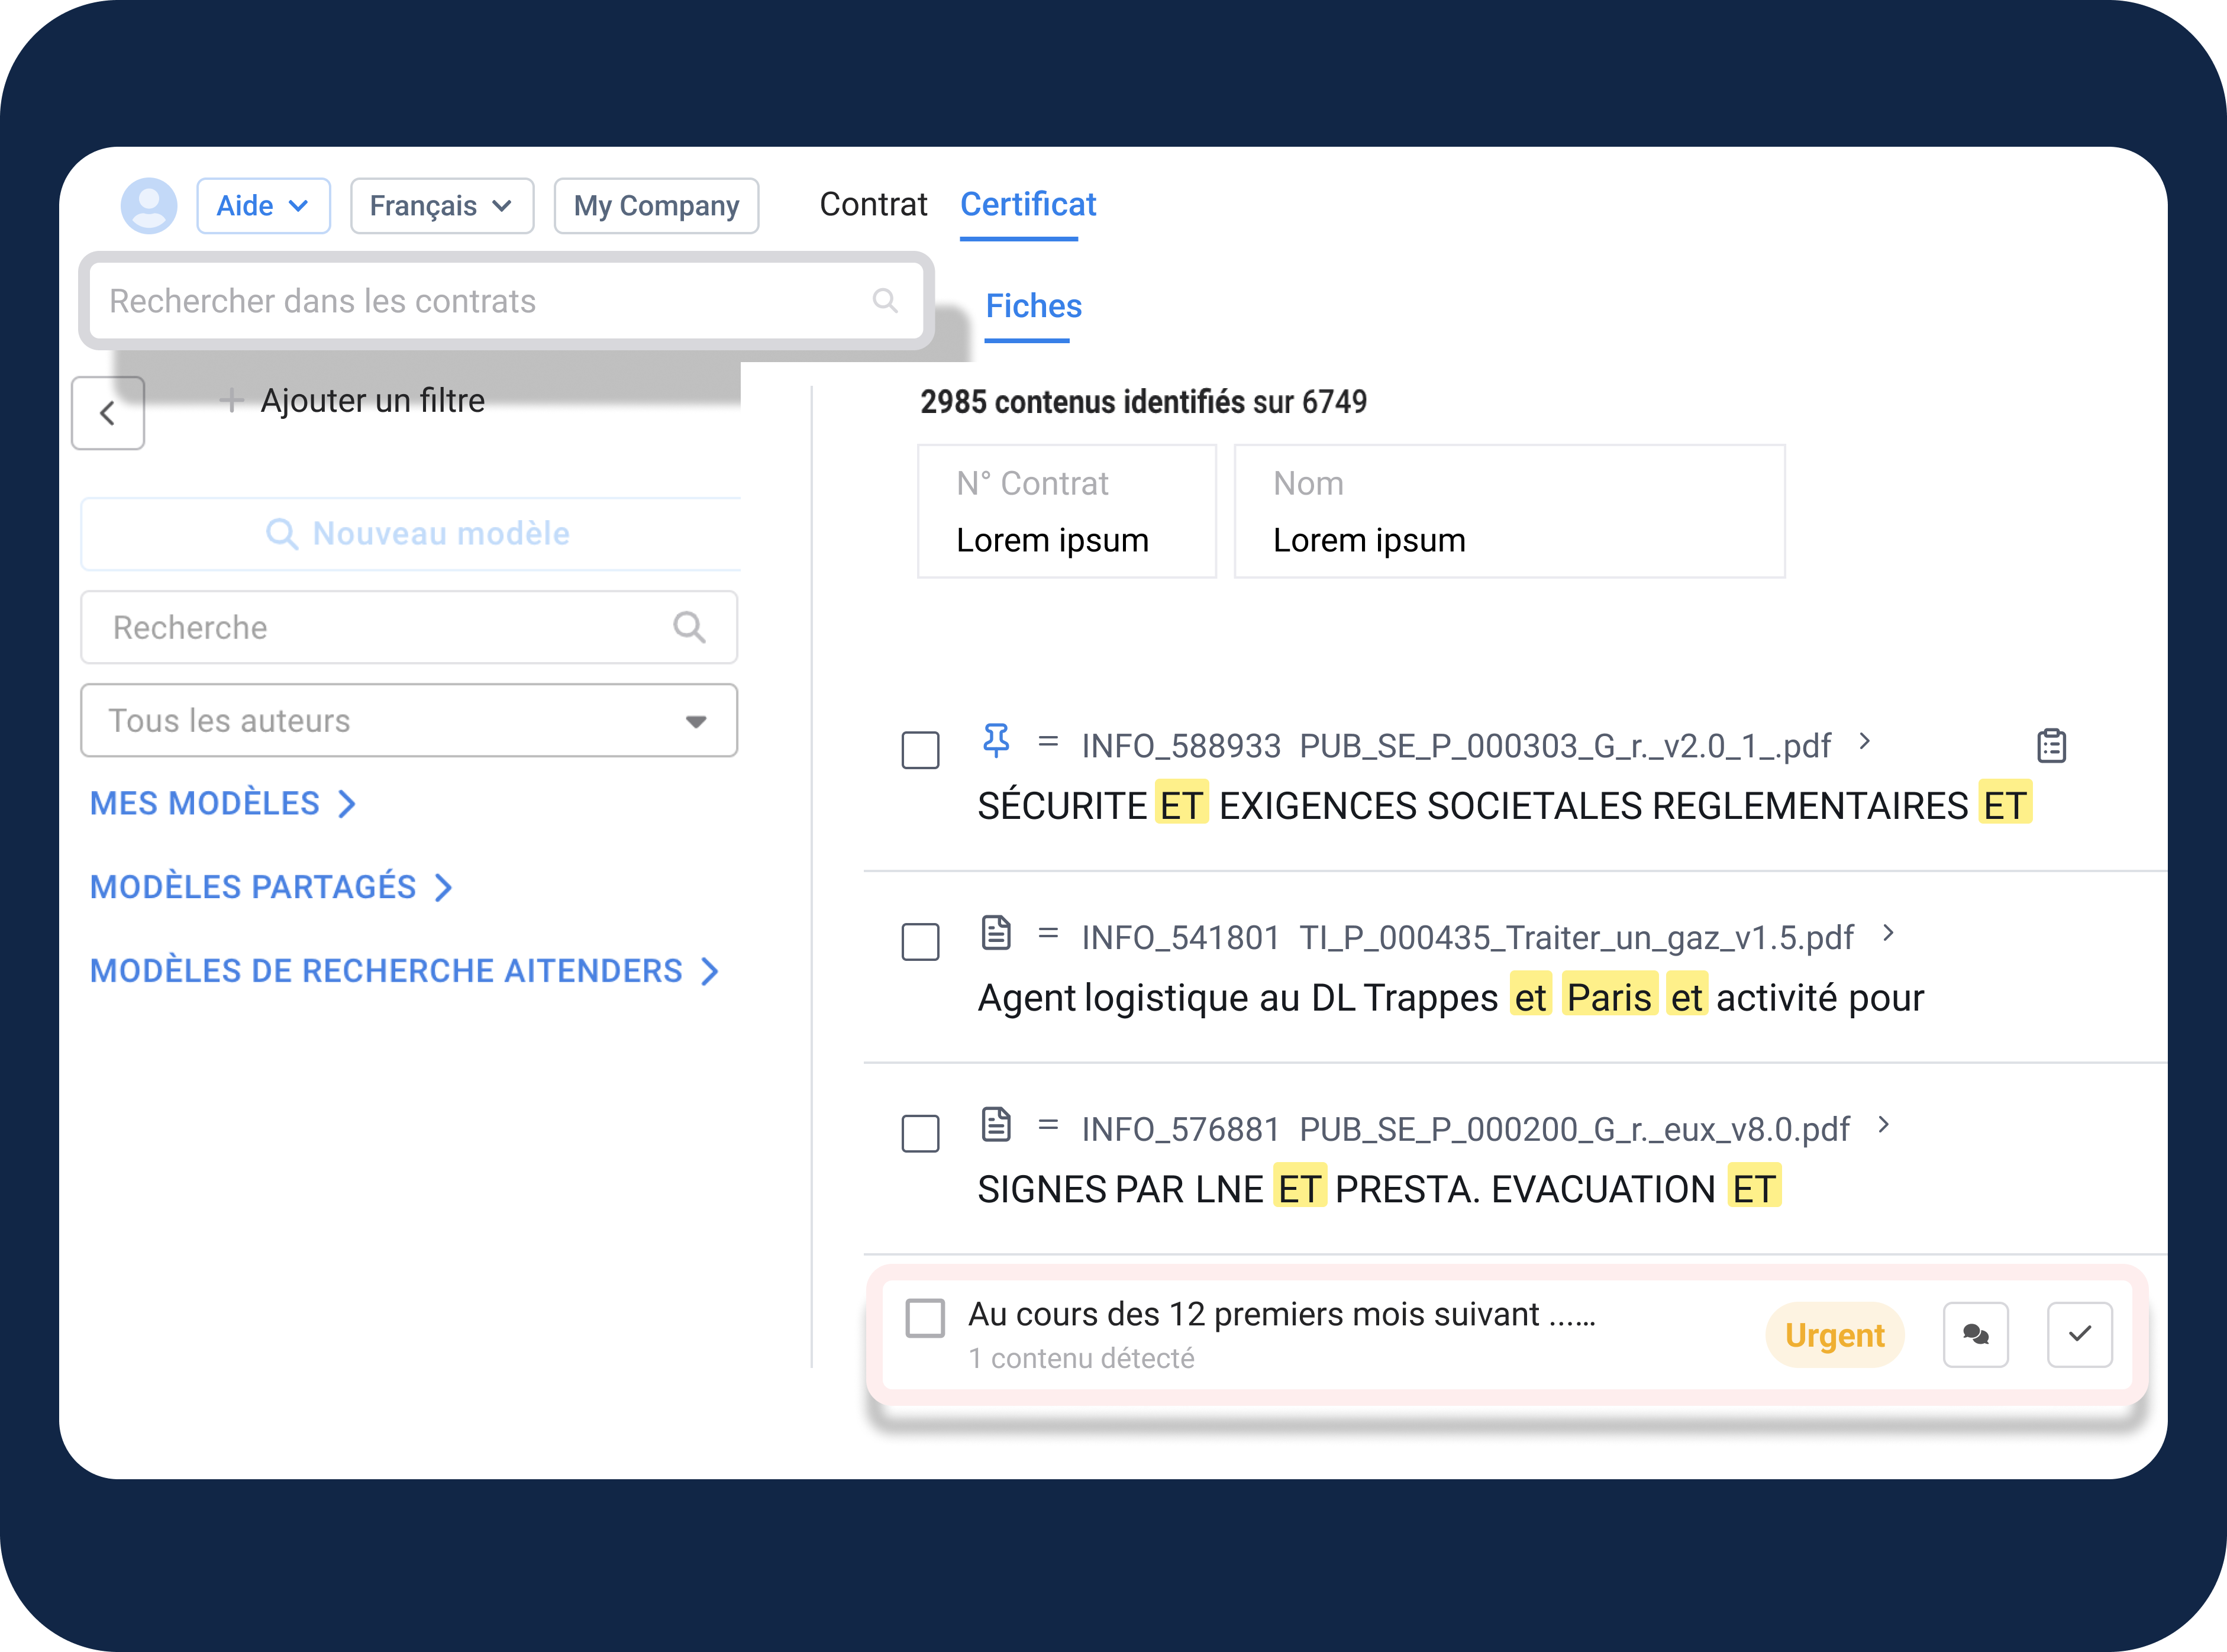 Aide Français My Company Contrat Certificat
Rechercher dans les contrats
Fiches
+ Ajouter un filtre
Nouveau modèle
Recherche
Tous les auteurs
MES MODÈLES
MODÈLES PARTAGÉS
MODÈLES DE RECHERCHE AITENDERS
2985 contenus identifiés sur 6749
N° Contrat
Lorem ipsum
Nom
Lorem ipsum
= INFO_588933 PUB_SE_P_000303_G_r._v2.0_1_.pdf >
SÉCURITE ET EXIGENCES SOCIETALES REGLEMENTAIRES ET
= INFO_541801 TI_P_000435_Traiter_un_gaz_v1.5.pdf >
Agent logistique au DL Trappes et Paris et activité pour
= INFO_576881 PUB_SE_P_000200_G_r._eux_v8.0.pdf >
SIGNES PAR LNE ET PRESTA. EVACUATION ET
Au cours des 12 premiers mois suivant ......
1 contenu détecté
Urgent